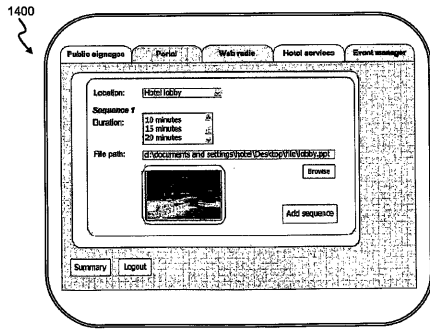 1400
Public signages Portal Web radio Hotel services Event manager
Location: Hotel lobby
Sequence 1
Duration: 10 minutes
15 minutes
20 minutes
File path: d:\documents and settings\hotel\Desktop\file\lobby.ppt
Browse
Add sequence
Summary Logout